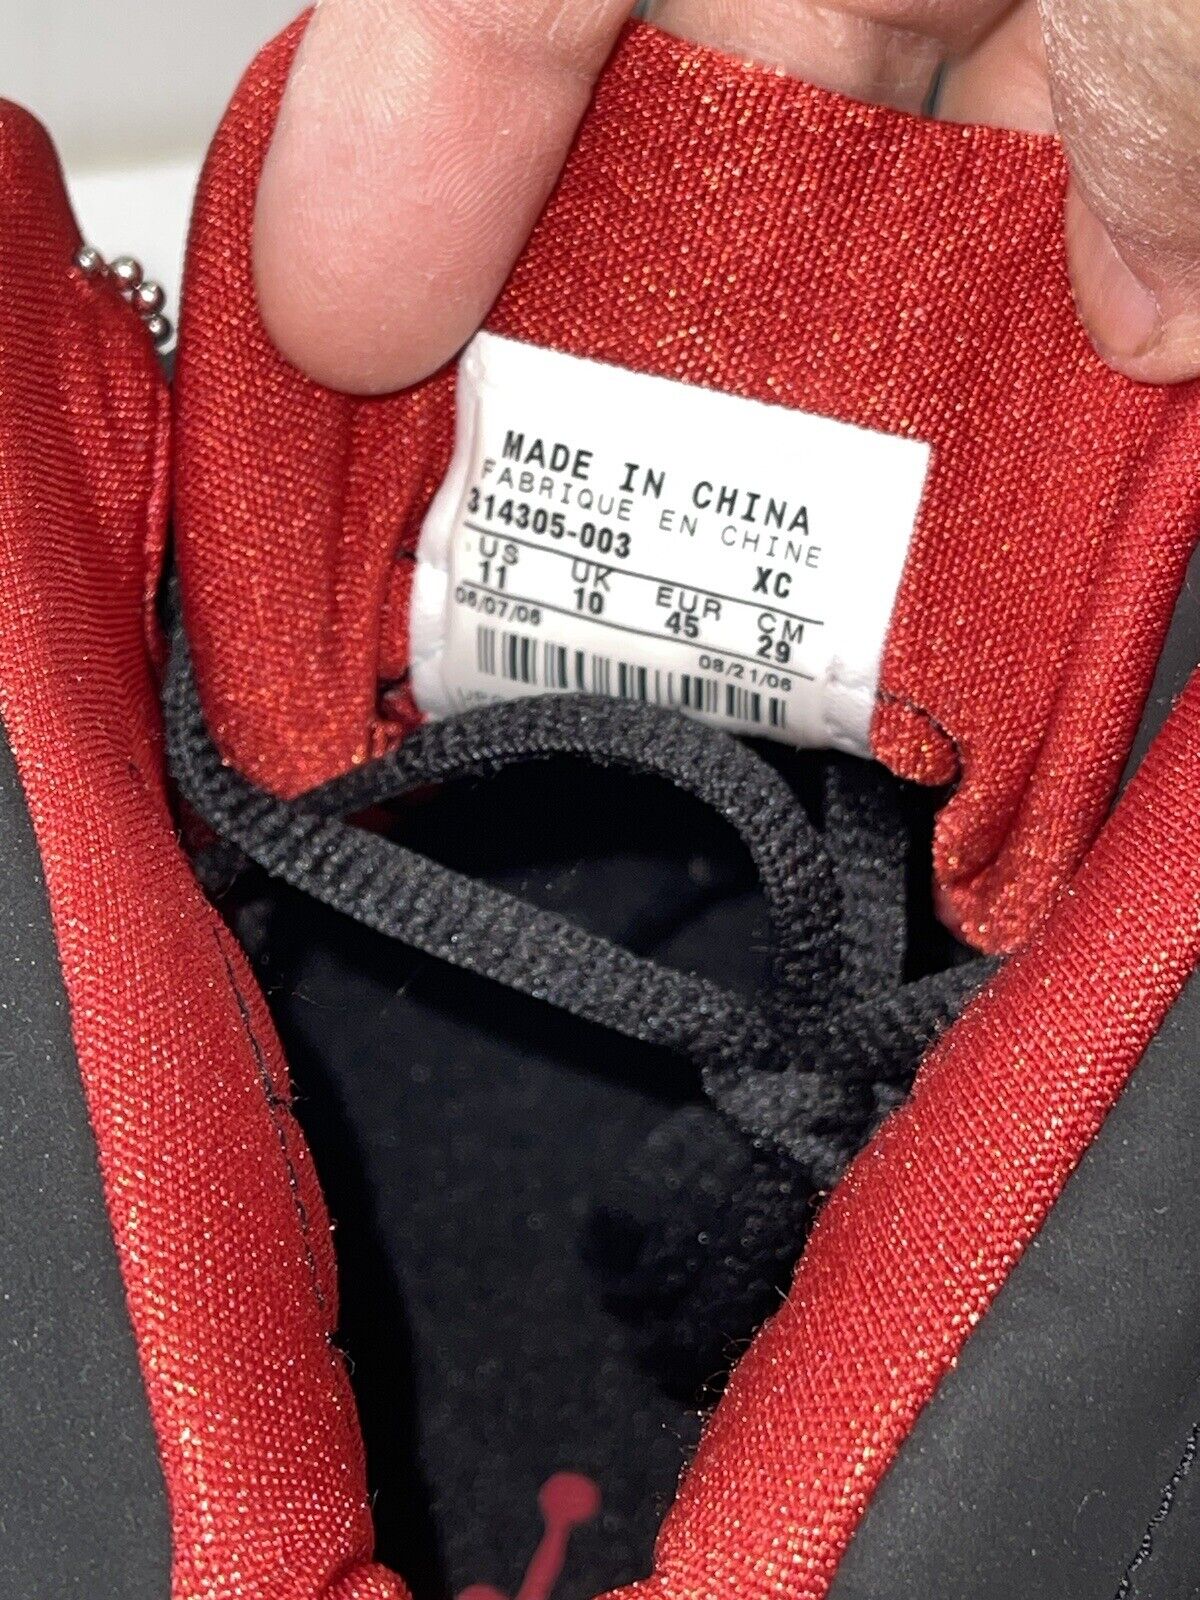 MADE IN CHINA
FABRIQUE EN CHINE
314305-003 XC
US UK EUR CM
11 10 45 29
06/07/06 08/21/06